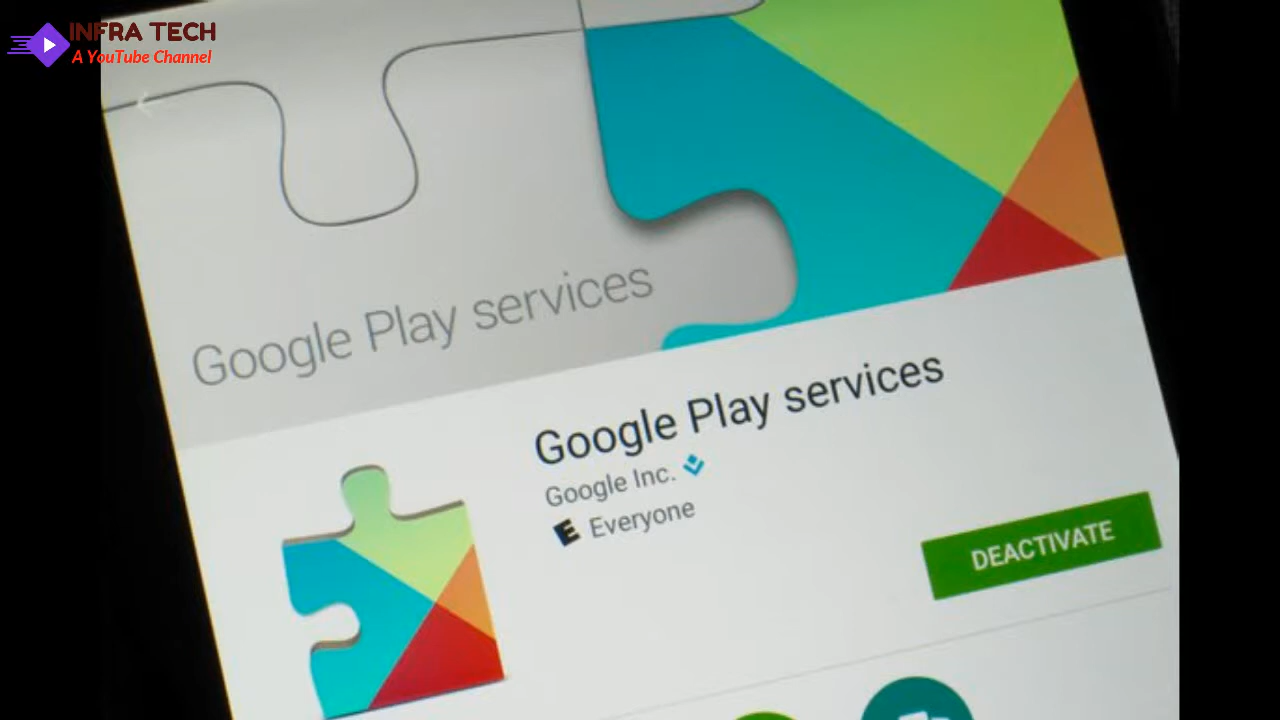 INFRA TECH
A YouTube Channel
Google Play services
Google Play services
Google Inc.
E Everyone
DEACTIVATE